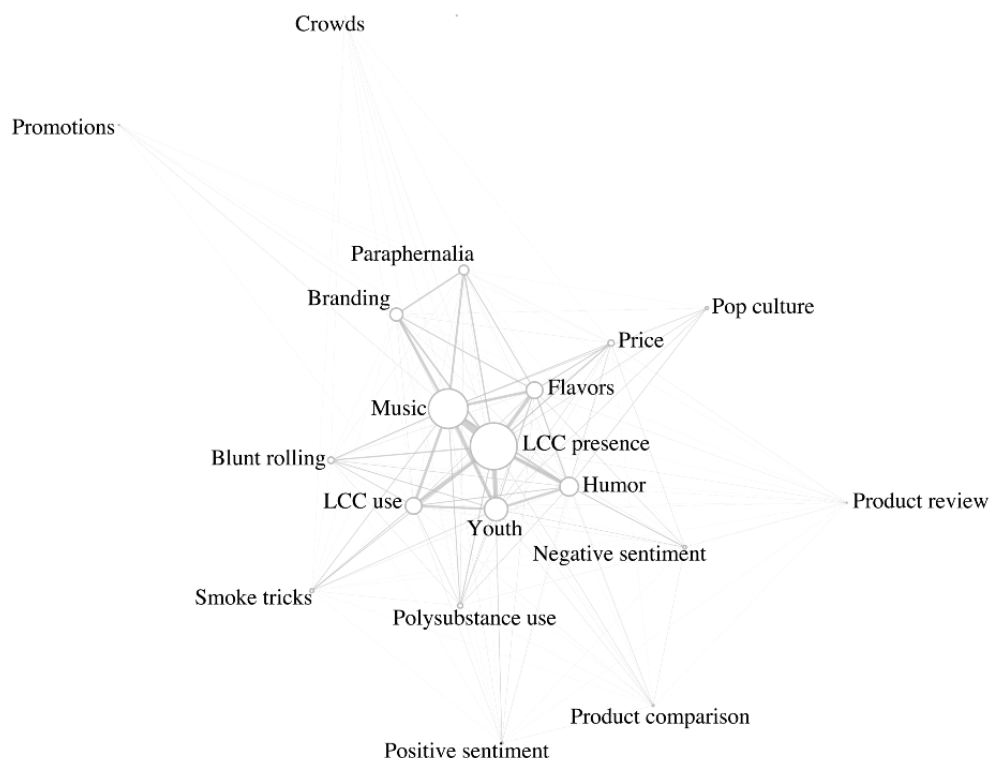 Crowds
Promotions
Paraphernalia
Branding
Pop culture
Price
Flavors
Music
LCC presence
Blunt rolling
Humor
LCC use
Product review
Youth
Negative sentiment
Smoke tricks
Polysubstance use
Product comparison
Positive sentiment